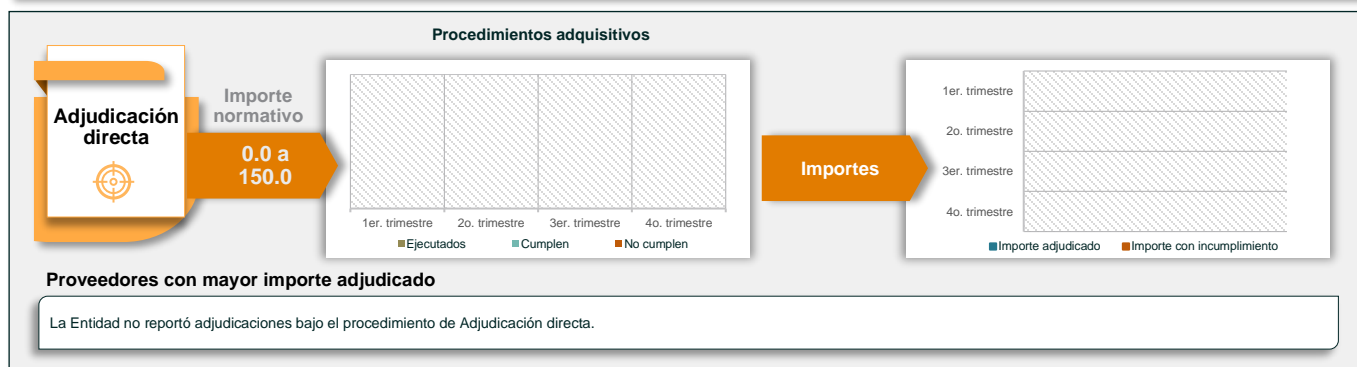 Procedimientos adquisitivos
Adjudicación
directa
Importe
normativo
0.0 a
150.0
1er. trimestre
2o. trimestre
3er. trimestre
4o. trimestre
Ejecutados
Cumplen
No cumplen
Importes
1er. trimestre
2o. trimestre
3er. trimestre
4o. trimestre
Importe adjudicado
Importe con incumplimiento
Proveedores con mayor importe adjudicado
La Entidad no reportó adjudicaciones bajo el procedimiento de Adjudicación directa.